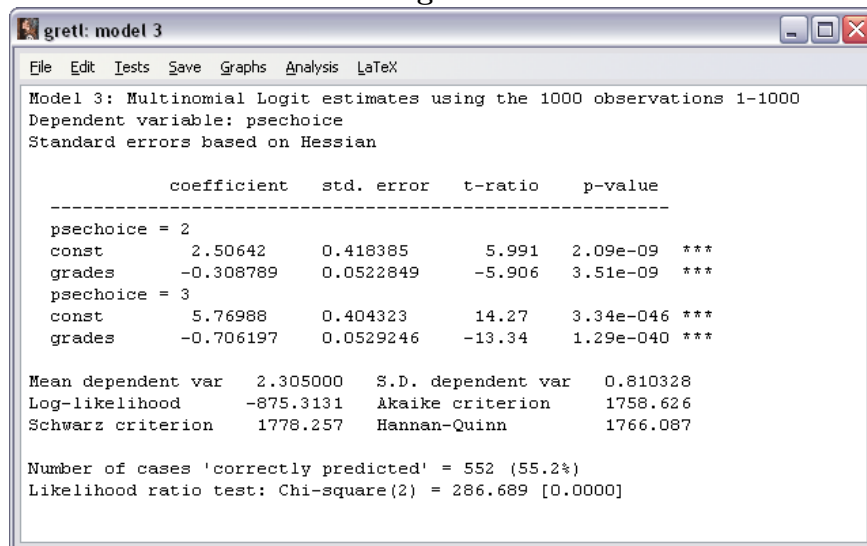 gretl: model 3
File Edit Tests Save Graphs Analysis LaTeX
Model 3: Multinomial Logit estimates using the 1000 observations 1-1000
Dependent variable: psechoice
Standard errors based on Hessian
coefficient std. error t-ratio p-value
-----------------------------------------------------------
psechoice = 2
const 2.50642 0.418385 5.991 2.09e-09 ***
grades -0.308789 0.0522849 -5.906 3.51e-09 ***
psechoice = 3
const 5.76988 0.404323 14.27 3.34e-046 ***
grades -0.706197 0.0529246 -13.34 1.29e-040 ***
Mean dependent var 2.305000 S.D. dependent var 0.810328
Log-likelihood -875.3131 Akaike criterion 1758.626
Schwarz criterion 1778.257 Hannan-Quinn 1766.087
Number of cases 'correctly predicted' = 552 (55.2%)
Likelihood ratio test: Chi-square(2) = 286.689 [0.0000]